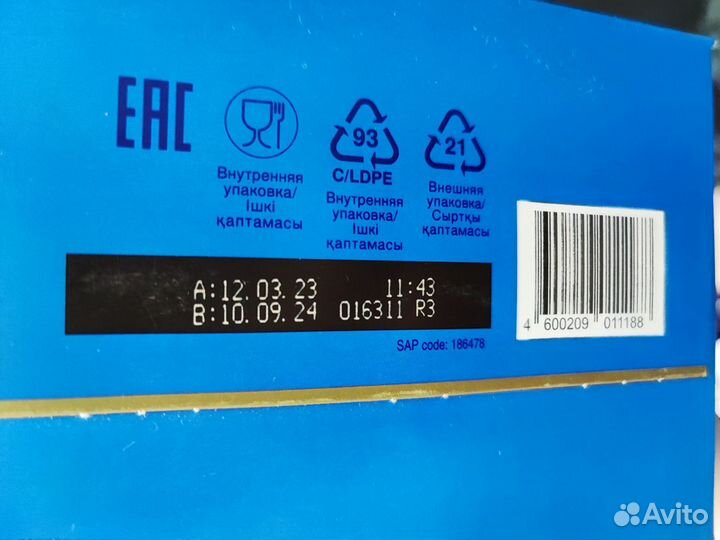 EAC
Внутренняя
упаковка/
Ішкі
қаптамасы
93
C/LDPE
Внутренняя
упаковка/
Ішкі
қаптамасы
21
Внешняя
упаковка/
Сыртқы
қаптамасы
A:12.03.23 11:43
B:10.09.24 016311 R3
SAP code: 186478
4 600209 011188
Avito